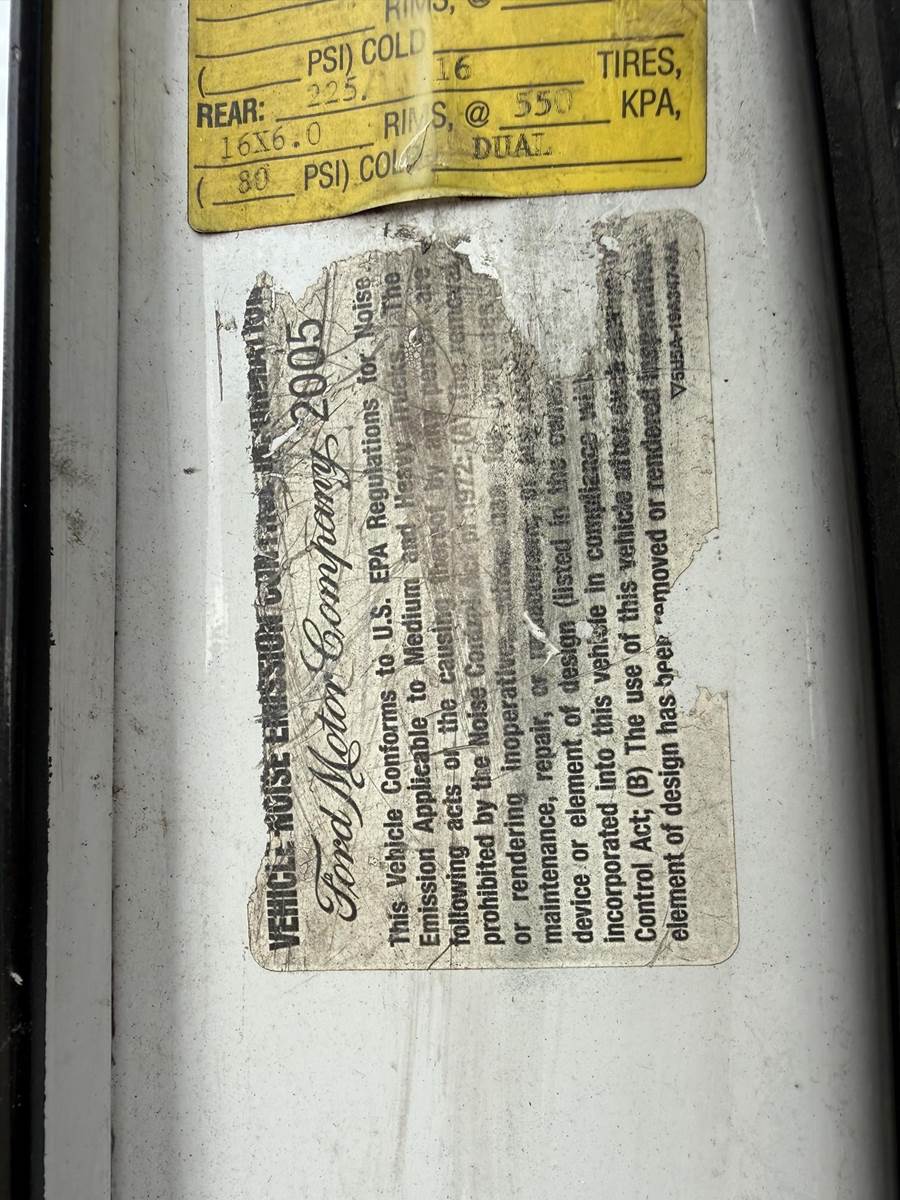 RIMS, @
( PSI) COLD
REAR: 225/ 16 TIRES,
16X6.0 RIMS, @ 550 KPA,
( 80 PSI) COLD DUAL
VEHICLE NOISE EMISSION
Ford Motor Company 2005
This Vehicle Conforms to U.S. EPA Regulations for Noise
Emission Applicable to Medium and Heavy Trucks. The
following acts or the causing thereof by any person are
prohibited by the Noise Control Act of 1972: (A) The removal
or rendering inoperative
maintenance, repair, or
device or element of design (listed in the
incorporated into this vehicle in compliance with
Control Act; (B) The use of this vehicle after such
element of design has been removed or rendered inoperative